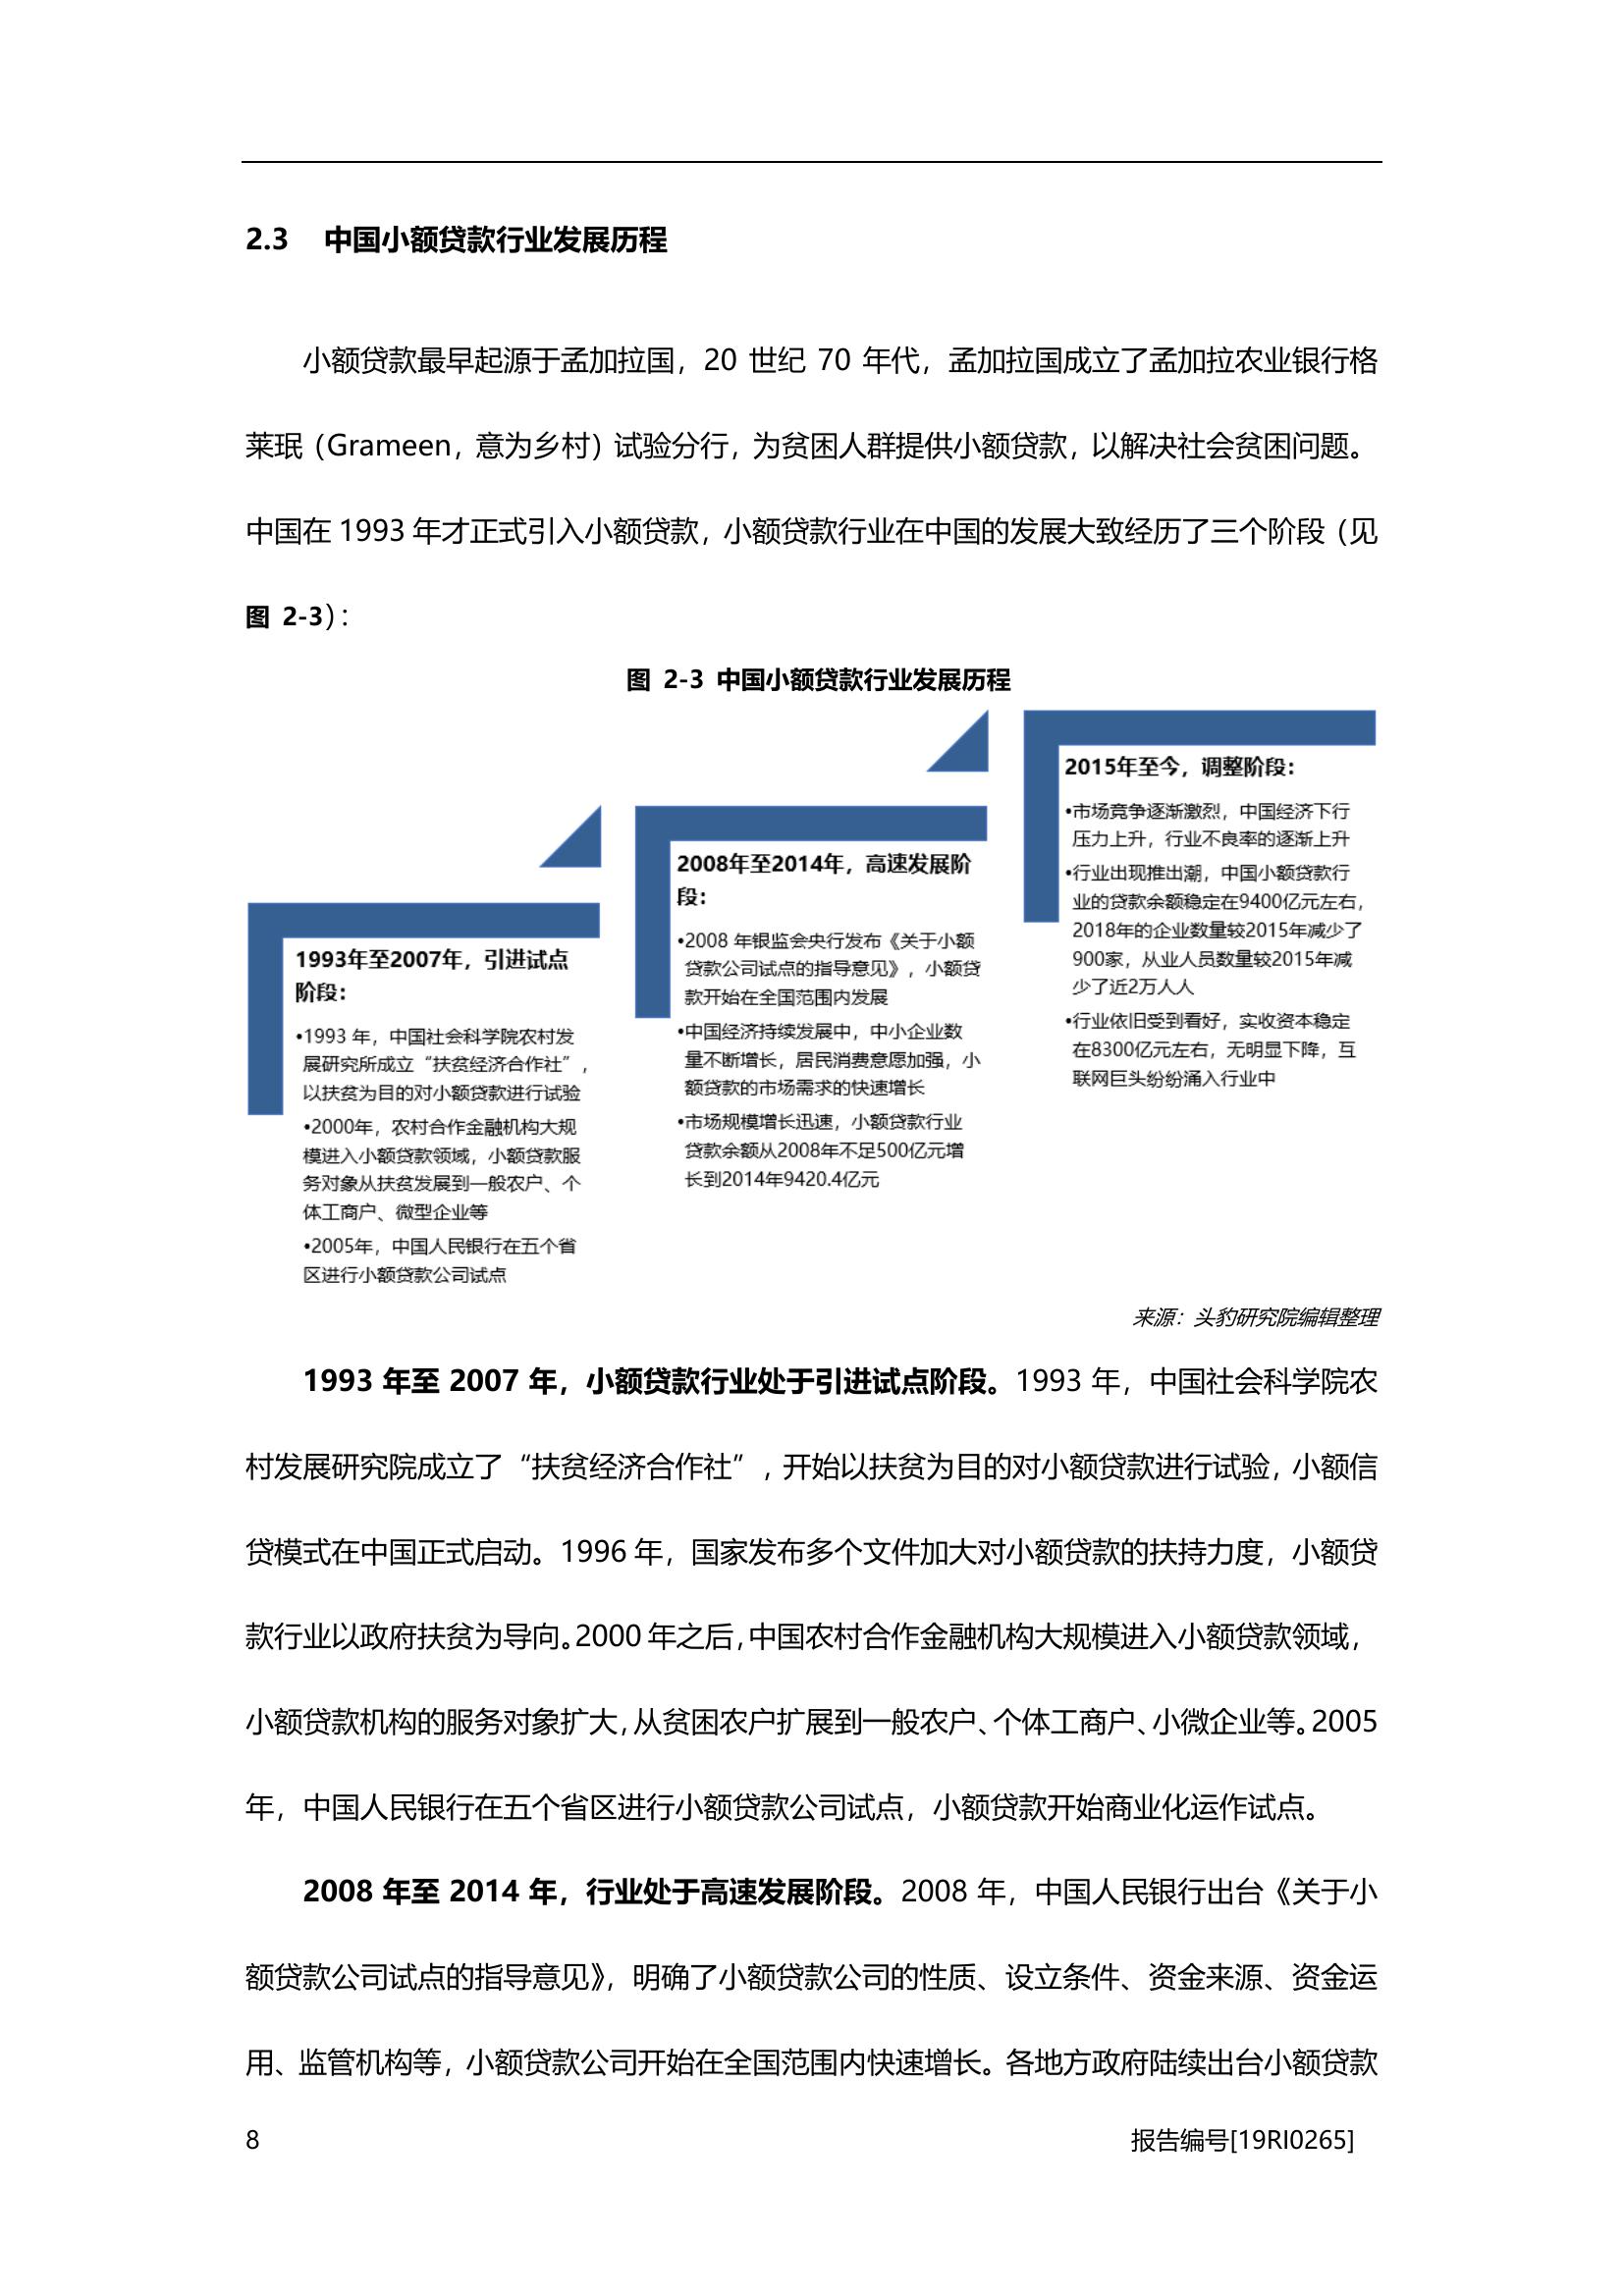 2.3 中国小额贷款行业发展历程
小额贷款最早起源于孟加拉国，20 世纪 70 年代，孟加拉国成立了孟加拉农业银行格
莱珉（Grameen，意为乡村）试验分行，为贫困人群提供小额贷款，以解决社会贫困问题。
中国在 1993 年才正式引入小额贷款，小额贷款行业在中国的发展大致经历了三个阶段（见
图 2-3）：
图 2-3 中国小额贷款行业发展历程
1993年至2007年，引进试点
阶段：
•1993 年，中国社会科学院农村发
展研究所成立“扶贫经济合作社”，
以扶贫为目的对小额贷款进行试验
•2000年，农村合作金融机构大规
模进入小额贷款领域，小额贷款服
务对象从扶贫发展到一般农户、个
体工商户、微型企业等
•2005年，中国人民银行在五个省
区进行小额贷款公司试点
2008年至2014年，高速发展阶
段：
•2008 年银监会央行发布《关于小额
贷款公司试点的指导意见》，小额贷
款开始在全国范围内发展
•中国经济持续发展中，中小企业数
量不断增长，居民消费意愿加强，小
额贷款的市场需求的快速增长
•市场规模增长迅速，小额贷款行业
贷款余额从2008年不足500亿元增
长到2014年9420.4亿元
2015年至今，调整阶段：
•市场竞争逐渐激烈，中国经济下行
压力上升，行业不良率的逐渐上升
•行业出现推出潮，中国小额贷款行
业的贷款余额稳定在9400亿元左右，
2018年的企业数量较2015年减少了
900家，从业人员数量较2015年减
少了近2万人人
•行业依旧受到看好，实收资本稳定
在8300亿元左右，无明显下降，互
联网巨头纷纷涌入行业中
来源：头豹研究院编辑整理
1993 年至 2007 年，小额贷款行业处于引进试点阶段。1993 年，中国社会科学院农
村发展研究院成立了“扶贫经济合作社”，开始以扶贫为目的对小额贷款进行试验，小额信
贷模式在中国正式启动。1996 年，国家发布多个文件加大对小额贷款的扶持力度，小额贷
款行业以政府扶贫为导向。2000 年之后，中国农村合作金融机构大规模进入小额贷款领域，
小额贷款机构的服务对象扩大，从贫困农户扩展到一般农户、个体工商户、小微企业等。2005
年，中国人民银行在五个省区进行小额贷款公司试点，小额贷款开始商业化运作试点。
2008 年至 2014 年，行业处于高速发展阶段。2008 年，中国人民银行出台《关于小
额贷款公司试点的指导意见》，明确了小额贷款公司的性质、设立条件、资金来源、资金运
用、监管机构等，小额贷款公司开始在全国范围内快速增长。各地方政府陆续出台小额贷款
8 报告编号[19RI0265]